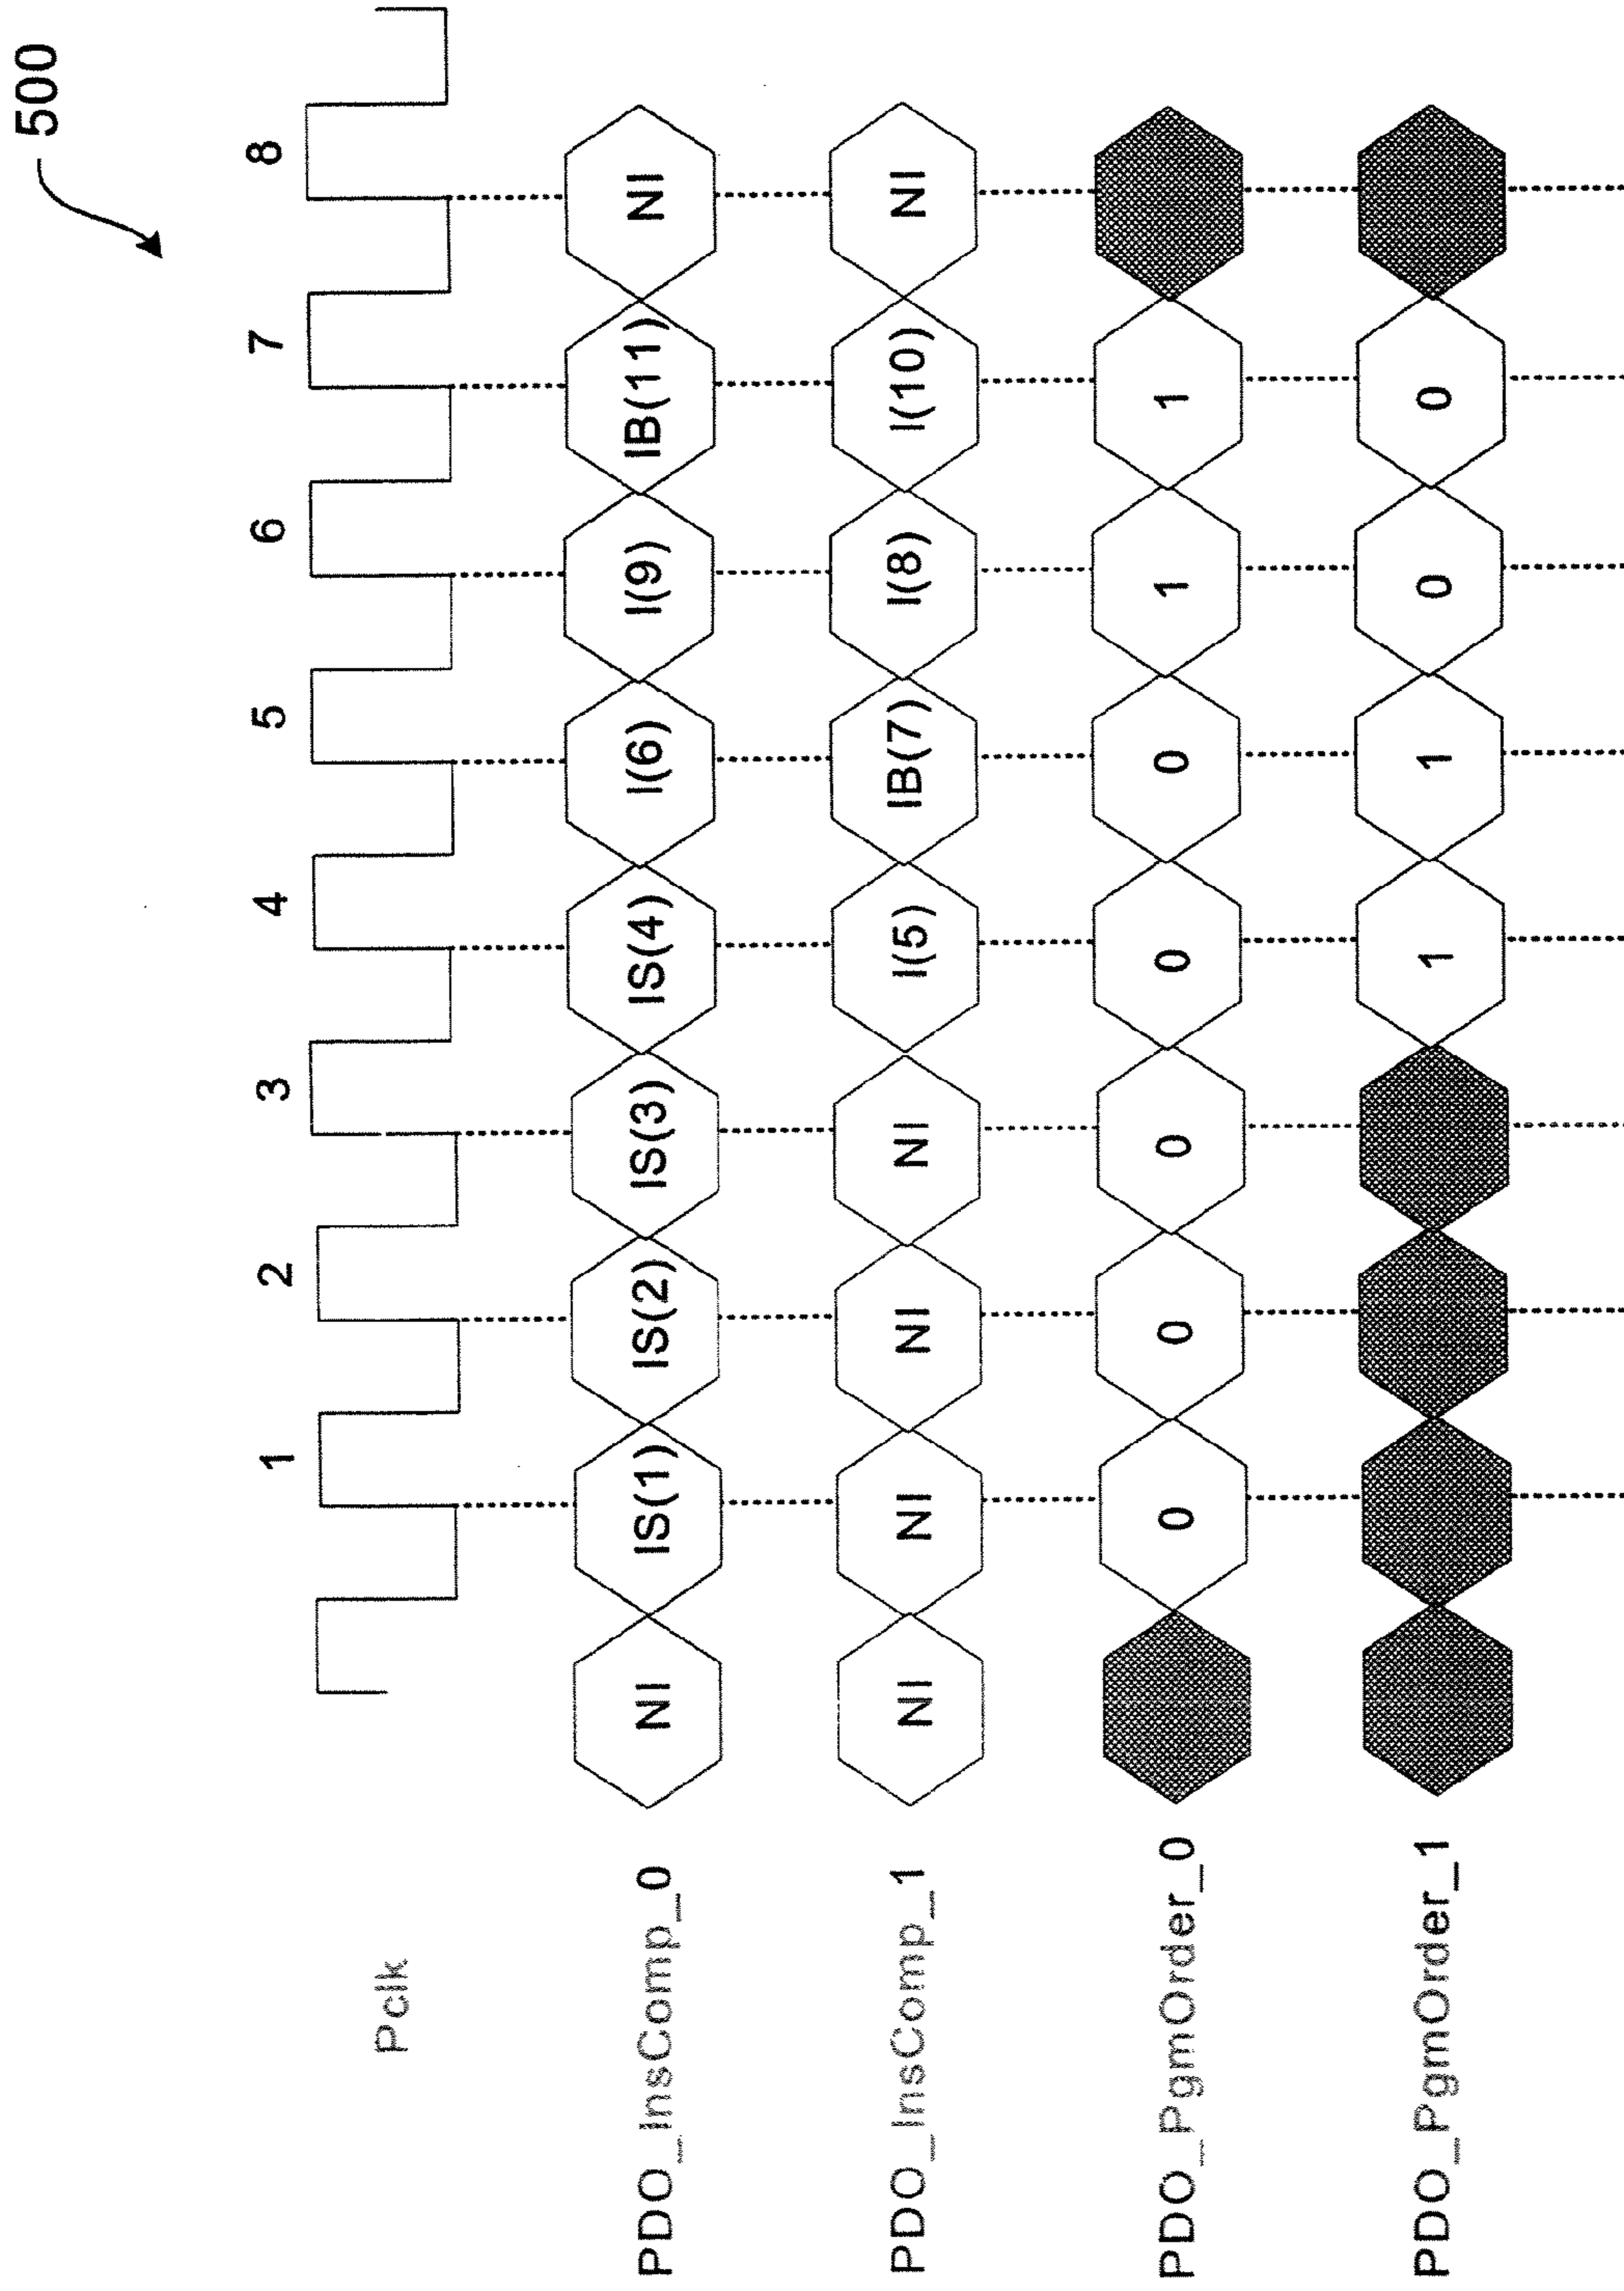 500
1 2 3 4 5 6 7 8
Pclk
PDO_InsComp_0 NI IS(1) IS(2) IS(3) IS(4) I(6) I(9) IB(11) NI
PDO_InsComp_1 NI NI NI NI I(5) IB(7) I(8) I(10) NI
PDO_PgmOrder_0 0 0 0 0 0 1 1
PDO_PgmOrder_1 1 1 0 0